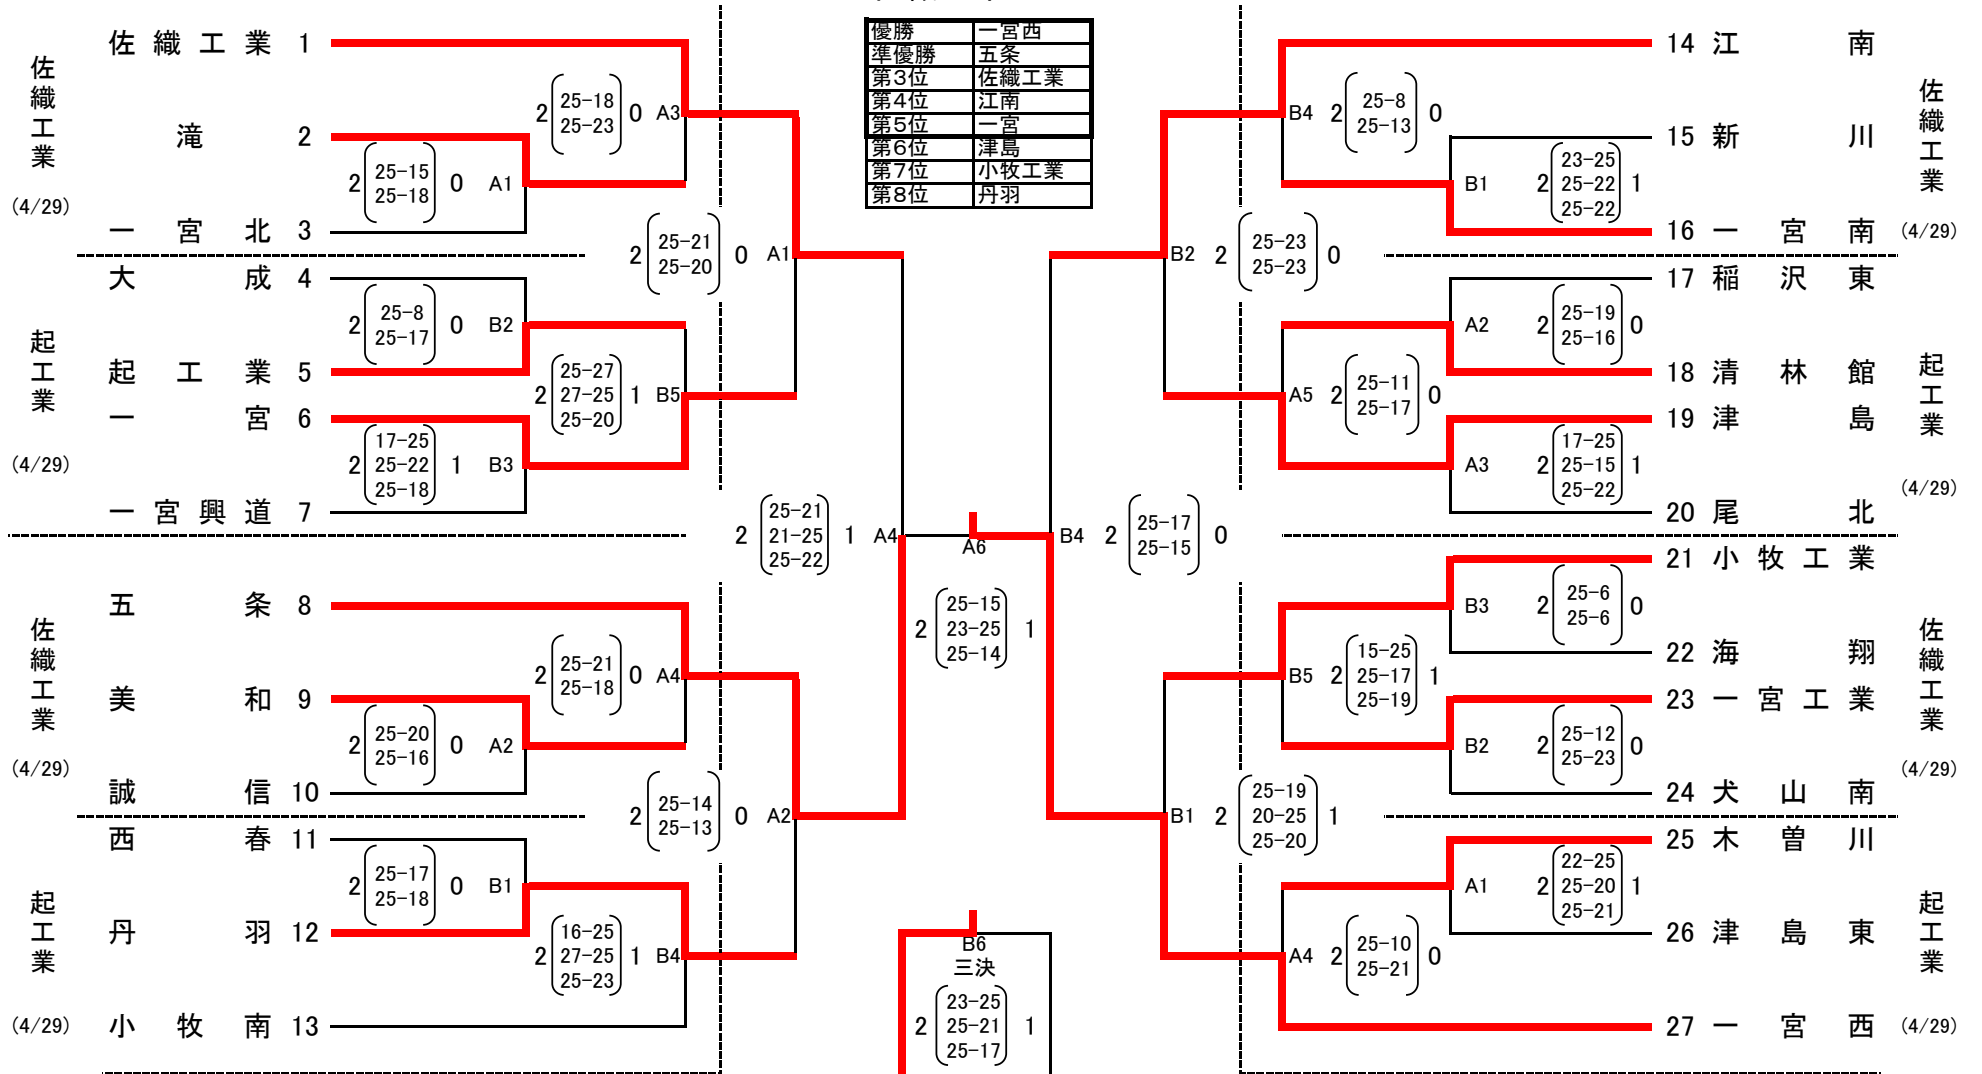 優勝 一宮西
準優勝 五条
第3位 佐織工業
第4位 江南
第5位 一宮
第6位 津島
第7位 小牧工業
第8位 丹羽
佐織工業
(4/29)
佐織工業 1
滝 2
一宮北 3
2 25-15 25-18 0 A1
2 25-18 25-23 0 A3
起工業
(4/29)
大成 4
起工業 5
一宮 6
一宮興道 7
2 25-8 25-17 0 B2
2 17-25 25-22 25-18 1 B3
2 25-27 27-25 25-20 1 B5
2 25-21 25-20 0 A1
佐織工業
(4/29)
五条 8
美和 9
誠信 10
2 25-20 25-16 0 A2
2 25-21 25-18 0 A4
起工業
(4/29)
西春 11
丹羽 12
小牧南 13
2 25-17 25-18 0 B1
2 16-25 27-25 25-23 1 B4
2 25-14 25-13 0 A2
2 25-21 21-25 25-22 1 A4
A6
2 25-15 23-25 25-14 1
B6
三決
2 23-25 25-21 25-17 1
B4 2 25-17 25-15 0
B2 2 25-23 25-23 0
B4 2 25-8 25-13 0
B1 2 23-25 25-22 25-22 1
14 江南
15 新川
16 一宮南
佐織工業
(4/29)
A5 2 25-11 25-17 0
A2 2 25-19 25-16 0
A3 2 17-25 25-15 25-22 1
17 稲沢東
18 清林館
19 津島
20 尾北
起工業
(4/29)
B1 2 25-19 20-25 25-20 1
B5 2 15-25 25-17 25-19 1
B3 2 25-6 25-6 0
B2 2 25-12 25-23 0
21 小牧工業
22 海翔
23 一宮工業
24 犬山南
佐織工業
(4/29)
A4 2 25-10 25-21 0
A1 2 22-25 25-20 25-21 1
25 木曽川
26 津島東
27 一宮西
起工業
(4/29)